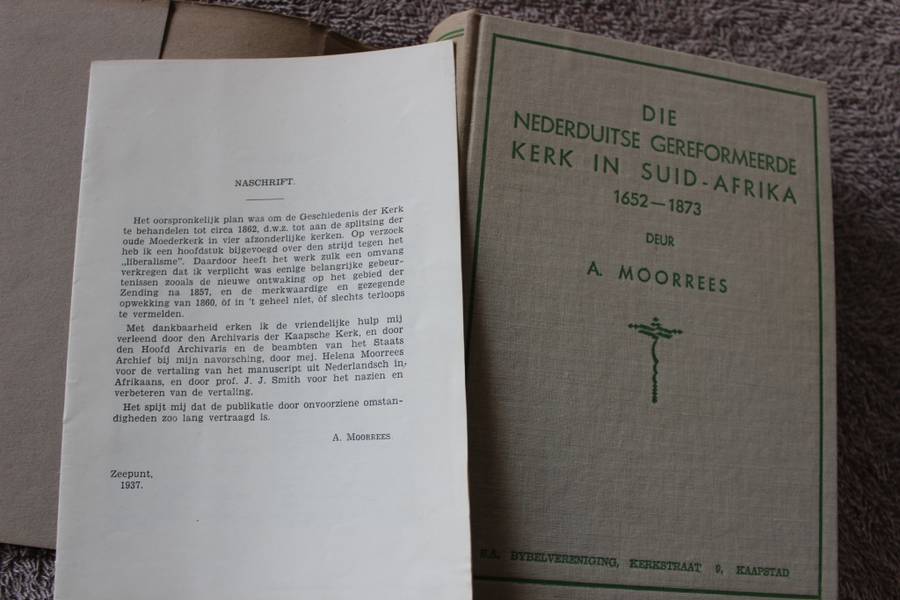 NASCHRIFT.
Het oorspronkelijk plan was om de Geschiedenis der Kerk
te behandelen tot circa 1862, d.w.z. tot aan de splitsing der
oude Moederkerk in vier afzonderlijke kerken. Op verzoek
heb ik een hoofdstuk bijgevoegd over den strijd tegen het
„liberalisme". Daardoor heeft het werk zulk een omvang
verkregen dat ik verplicht was eenige belangrijke gebeur-
tenissen zooals de nieuwe ontwaking op het gebied der
Zending na 1857, en de merkwaardige en gezegende
opwekking van 1860, òf in 't geheel niet, òf slechts terloops
te vermelden.
Met dankbaarheid erken ik de vriendelijke hulp mij
verleend door den Archivaris der Kaapsche Kerk, en door
den Hoofd Archivaris en de beambten van het Staats
Archief bij mijn navorsching, door mej. Helena Moorrees
voor de vertaling van het manuscript uit Nederlandsch in
Afrikaans, en door prof. J. J. Smith voor het nazien en
verbeteren van de vertaling.
Het spijt mij dat de publikatie door onvoorziene omstan-
digheden zoo lang vertraagd is.
A. MOORREES
Zeepunt,
1937.
DIE
NEDERDUITSE GEREFORMEERDE
KERK IN SUID-AFRIKA
1652—1873
DEUR
A. MOORREES
S.A. BYBELVERENIGING, KERKSTRAAT 9, KAAPSTAD